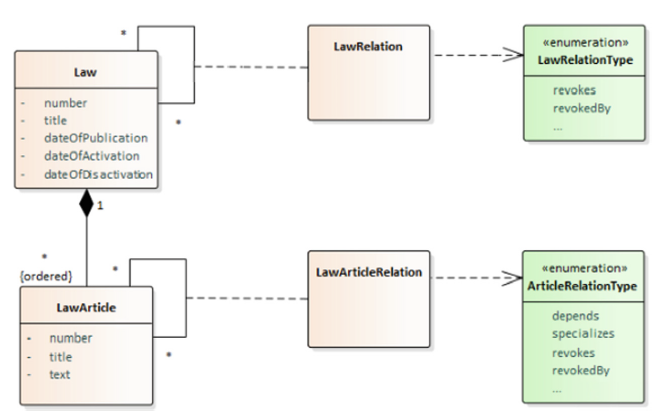 *
Law
- number
- title
- dateOfPublication
- dateOfActivation
- dateOfDisactivation
*
1
LawRelation
«enumeration»
LawRelationType
revokes
revokedBy
...
*
{ordered}
*
LawArticle
- number
- title
- text
*
LawArticleRelation
«enumeration»
ArticleRelationType
depends
specializes
revokes
revokedBy
...